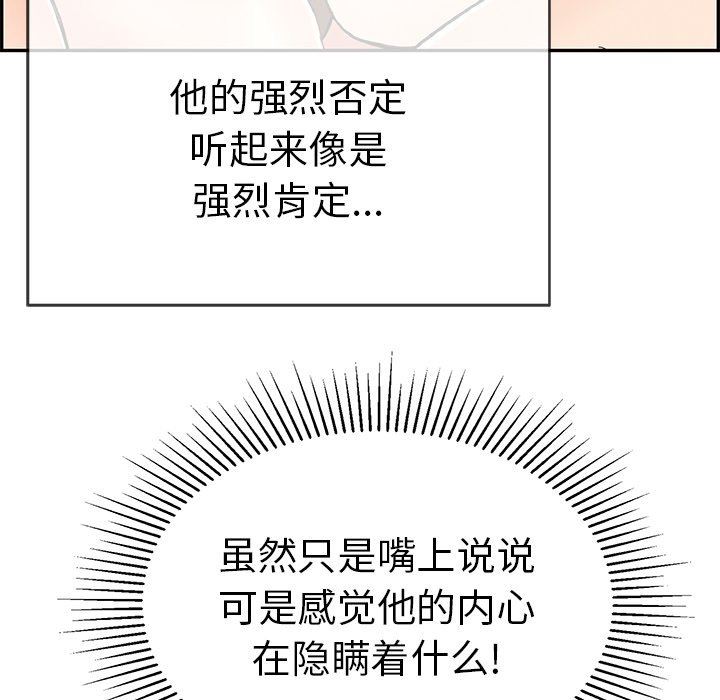 他的强烈否定
听起来像是
强烈肯定...
虽然只是嘴上说说
可是感觉他的内心
在隐瞒着什么!